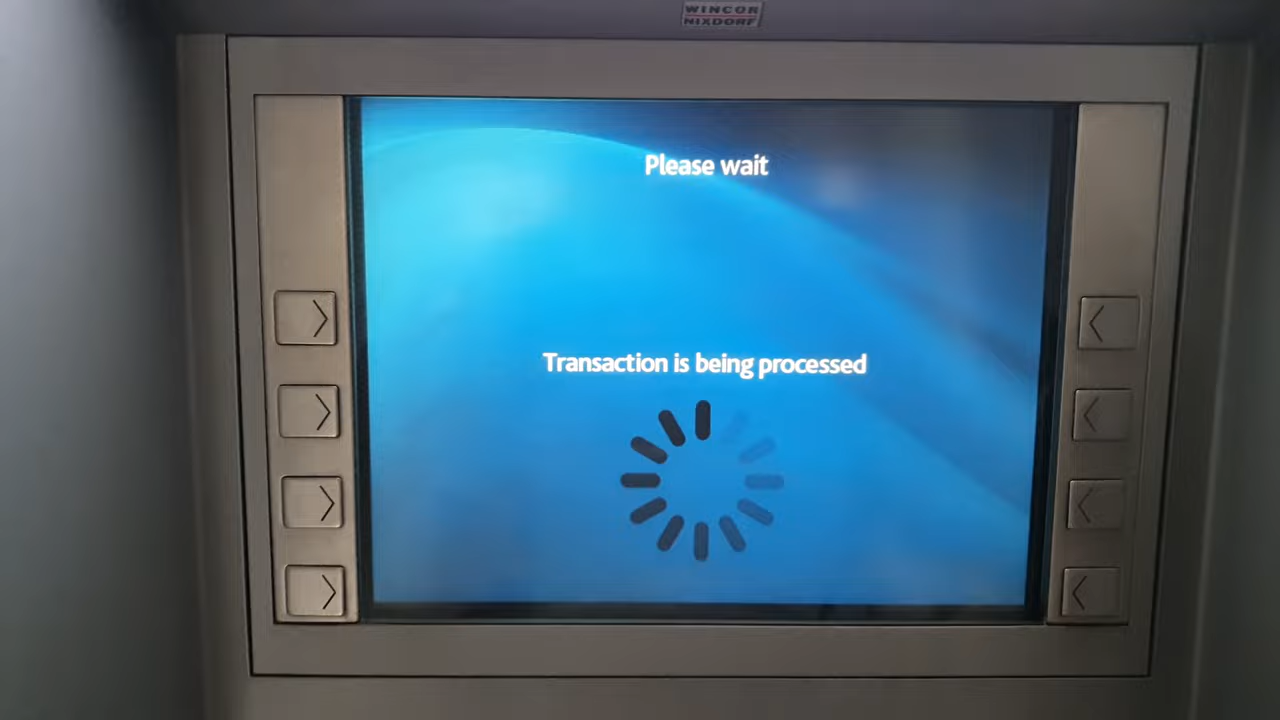 WINCOR
NIXDORF
Please wait
Transaction is being processed